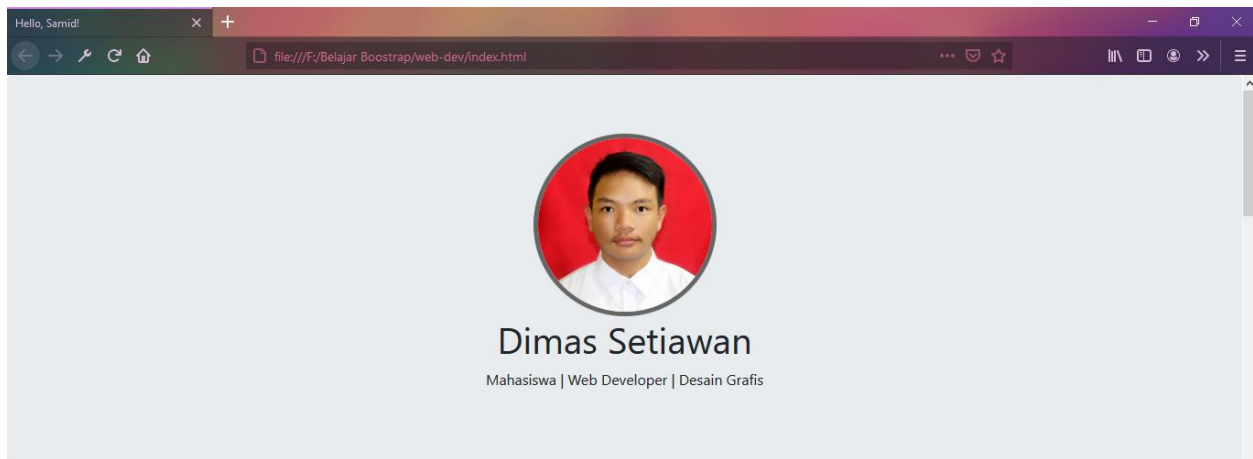 Hello, Samid!
file:///F:/Belajar Boostrap/web-dev/index.html
Dimas Setiawan
Mahasiswa | Web Developer | Desain Grafis